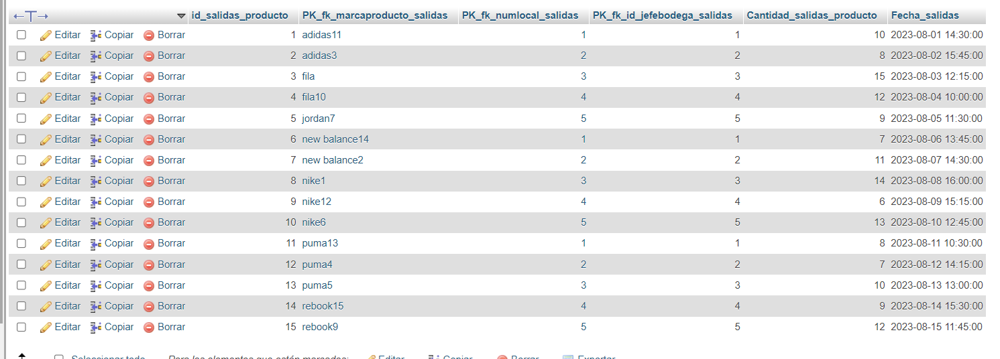 id_salidas_producto PK_fk_marcaproducto_salidas PK_fk_numlocal_salidas PK_fk_id_jefebodega_salidas Cantidad_salidas_producto Fecha_salidas
Editar Copiar Borrar 1 adidas11 1 1 10 2023-08-01 14:30:00
Editar Copiar Borrar 2 adidas3 2 2 8 2023-08-02 15:45:00
Editar Copiar Borrar 3 fila 3 3 15 2023-08-03 12:15:00
Editar Copiar Borrar 4 fila10 4 4 12 2023-08-04 10:00:00
Editar Copiar Borrar 5 jordan7 5 5 9 2023-08-05 11:30:00
Editar Copiar Borrar 6 new balance14 1 1 7 2023-08-06 13:45:00
Editar Copiar Borrar 7 new balance2 2 2 11 2023-08-07 14:30:00
Editar Copiar Borrar 8 nike1 3 3 14 2023-08-08 16:00:00
Editar Copiar Borrar 9 nike12 4 4 6 2023-08-09 15:15:00
Editar Copiar Borrar 10 nike6 5 5 13 2023-08-10 12:45:00
Editar Copiar Borrar 11 puma13 1 1 8 2023-08-11 10:30:00
Editar Copiar Borrar 12 puma4 2 2 7 2023-08-12 14:15:00
Editar Copiar Borrar 13 puma5 3 3 10 2023-08-13 13:00:00
Editar Copiar Borrar 14 rebook15 4 4 9 2023-08-14 15:30:00
Editar Copiar Borrar 15 rebook9 5 5 12 2023-08-15 11:45:00
Seleccionar todo Para los elementos que están marcados: Editar Copiar Borrar Exportar